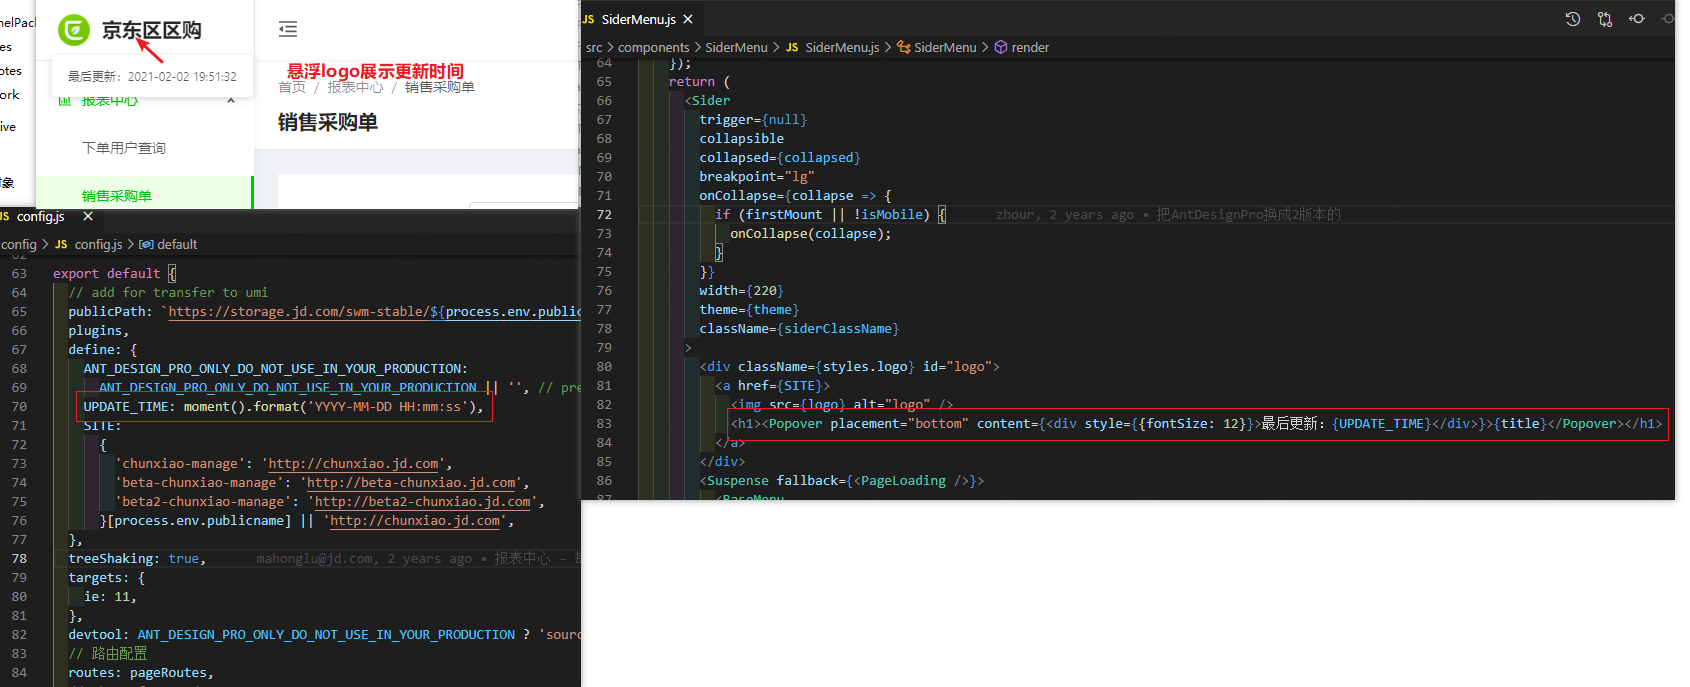 nelPack
es
otes
ork
ive
对象
京东区区购
最后更新：2021-02-02 19:51:32
报表中心
下单用户查询
销售采购单
悬浮logo展示更新时间
首页 / 报表中心 / 销售采购单
销售采购单
JS config.js ×
config > JS config.js > default
62
63 export default {
64 // add for transfer to umi
65 publicPath: `https://storage.jd.com/swm-stable/${process.env.public
66 plugins,
67 define: {
68 ANT_DESIGN_PRO_ONLY_DO_NOT_USE_IN_YOUR_PRODUCTION:
69 ANT_DESIGN_PRO_ONLY_DO_NOT_USE_IN_YOUR_PRODUCTION || '', // pre
70 UPDATE_TIME: moment().format('YYYY-MM-DD HH:mm:ss'),
71 SITE:
72 {
73 'chunxiao-manage': 'http://chunxiao.jd.com',
74 'beta-chunxiao-manage': 'http://beta-chunxiao.jd.com',
75 'beta2-chunxiao-manage': 'http://beta2-chunxiao.jd.com',
76 }[process.env.publicname] || 'http://chunxiao.jd.com',
77 },
78 treeShaking: true, mahonglu@jd.com, 2 years ago • 报表中心 -
79 targets: {
80 ie: 11,
81 },
82 devtool: ANT_DESIGN_PRO_ONLY_DO_NOT_USE_IN_YOUR_PRODUCTION ? 'sourc
83 // 路由配置
84 routes: pageRoutes,
JS SiderMenu.js ×
src > components > SiderMenu > JS SiderMenu.js > SiderMenu > render
64 });
65 return (
66 <Sider
67 trigger={null}
68 collapsible
69 collapsed={collapsed}
70 breakpoint="lg"
71 onCollapse={collapse => {
72 if (firstMount || !isMobile) { zhour, 2 years ago • 把AntDesignPro换成2版本的
73 onCollapse(collapse);
74 }
75 }}
76 width={220}
77 theme={theme}
78 className={siderClassName}
79 >
80 <div className={styles.logo} id="logo">
81 <a href={SITE}>
82 <img src={logo} alt="logo" />
83 <h1><Popover placement="bottom" content={<div style={{fontSize: 12}}>最后更新：{UPDATE_TIME}</div>}>{title}</Popover></h1>
84 </a>
85 </div>
86 <Suspense fallback={<PageLoading />}>
87 <BaseMenu